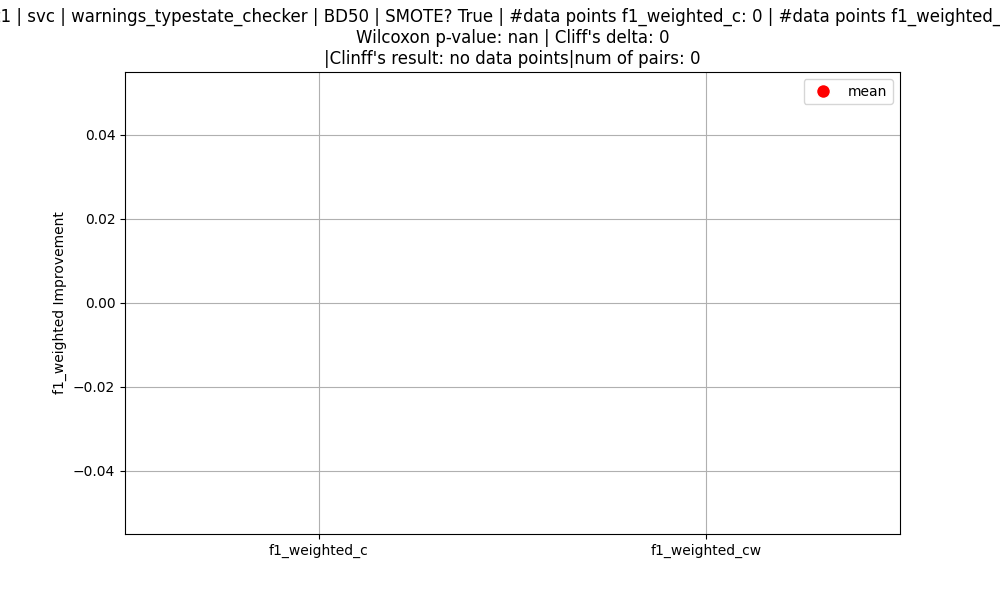 1 | svc | warnings_typestate_checker | BD50 | SMOTE? True | #data points f1_weighted_c: 0 | #data points f1_weighted_
Wilcoxon p-value: nan | Cliff's delta: 0
|Clinff's result: no data points|num of pairs: 0
mean
0.04
0.02
0.00
−0.02
−0.04
f1_weighted Improvement
f1_weighted_c
f1_weighted_cw